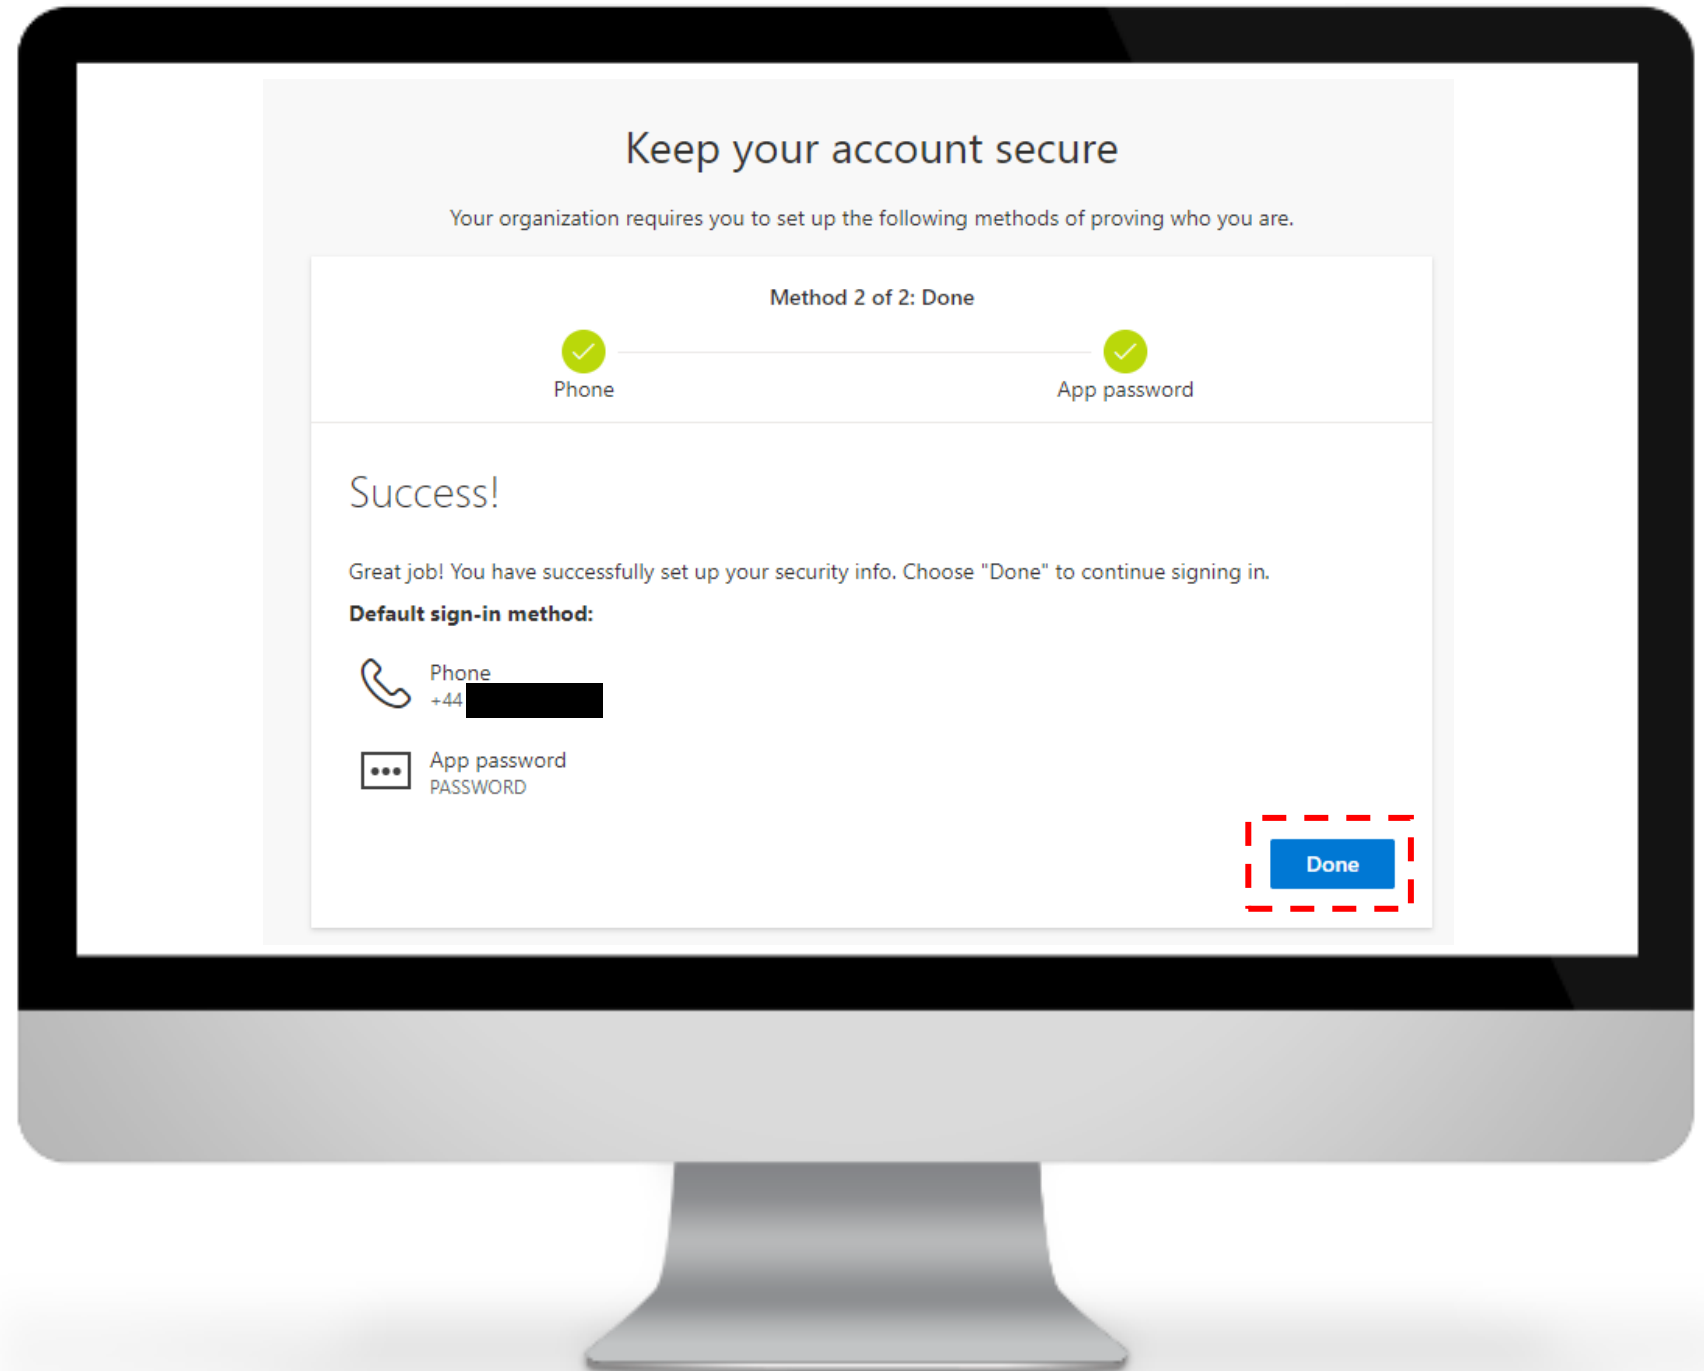 Keep your account secure
Your organization requires you to set up the following methods of proving who you are.
Method 2 of 2: Done
Phone
App password
Success!
Great job! You have successfully set up your security info. Choose "Done" to continue signing in.
Default sign-in method:
Phone
+44
App password
PASSWORD
Done